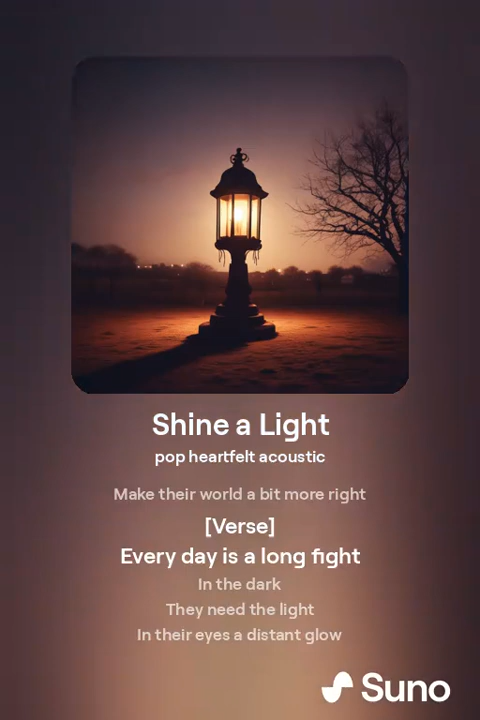 Shine a Light
pop heartfelt acoustic
Make their world a bit more right
[Verse]
Every day is a long fight
In the dark
They need the light
In their eyes a distant glow
Suno